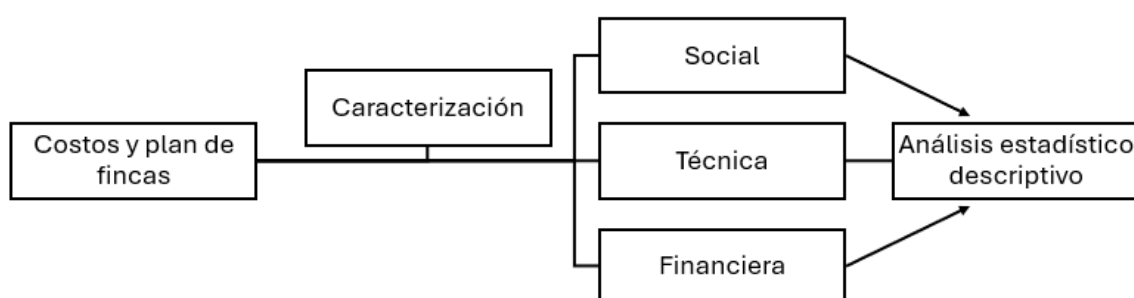 Costos y plan de
fincas
Caracterización
Social
Técnica
Financiera
Análisis estadístico
descriptivo